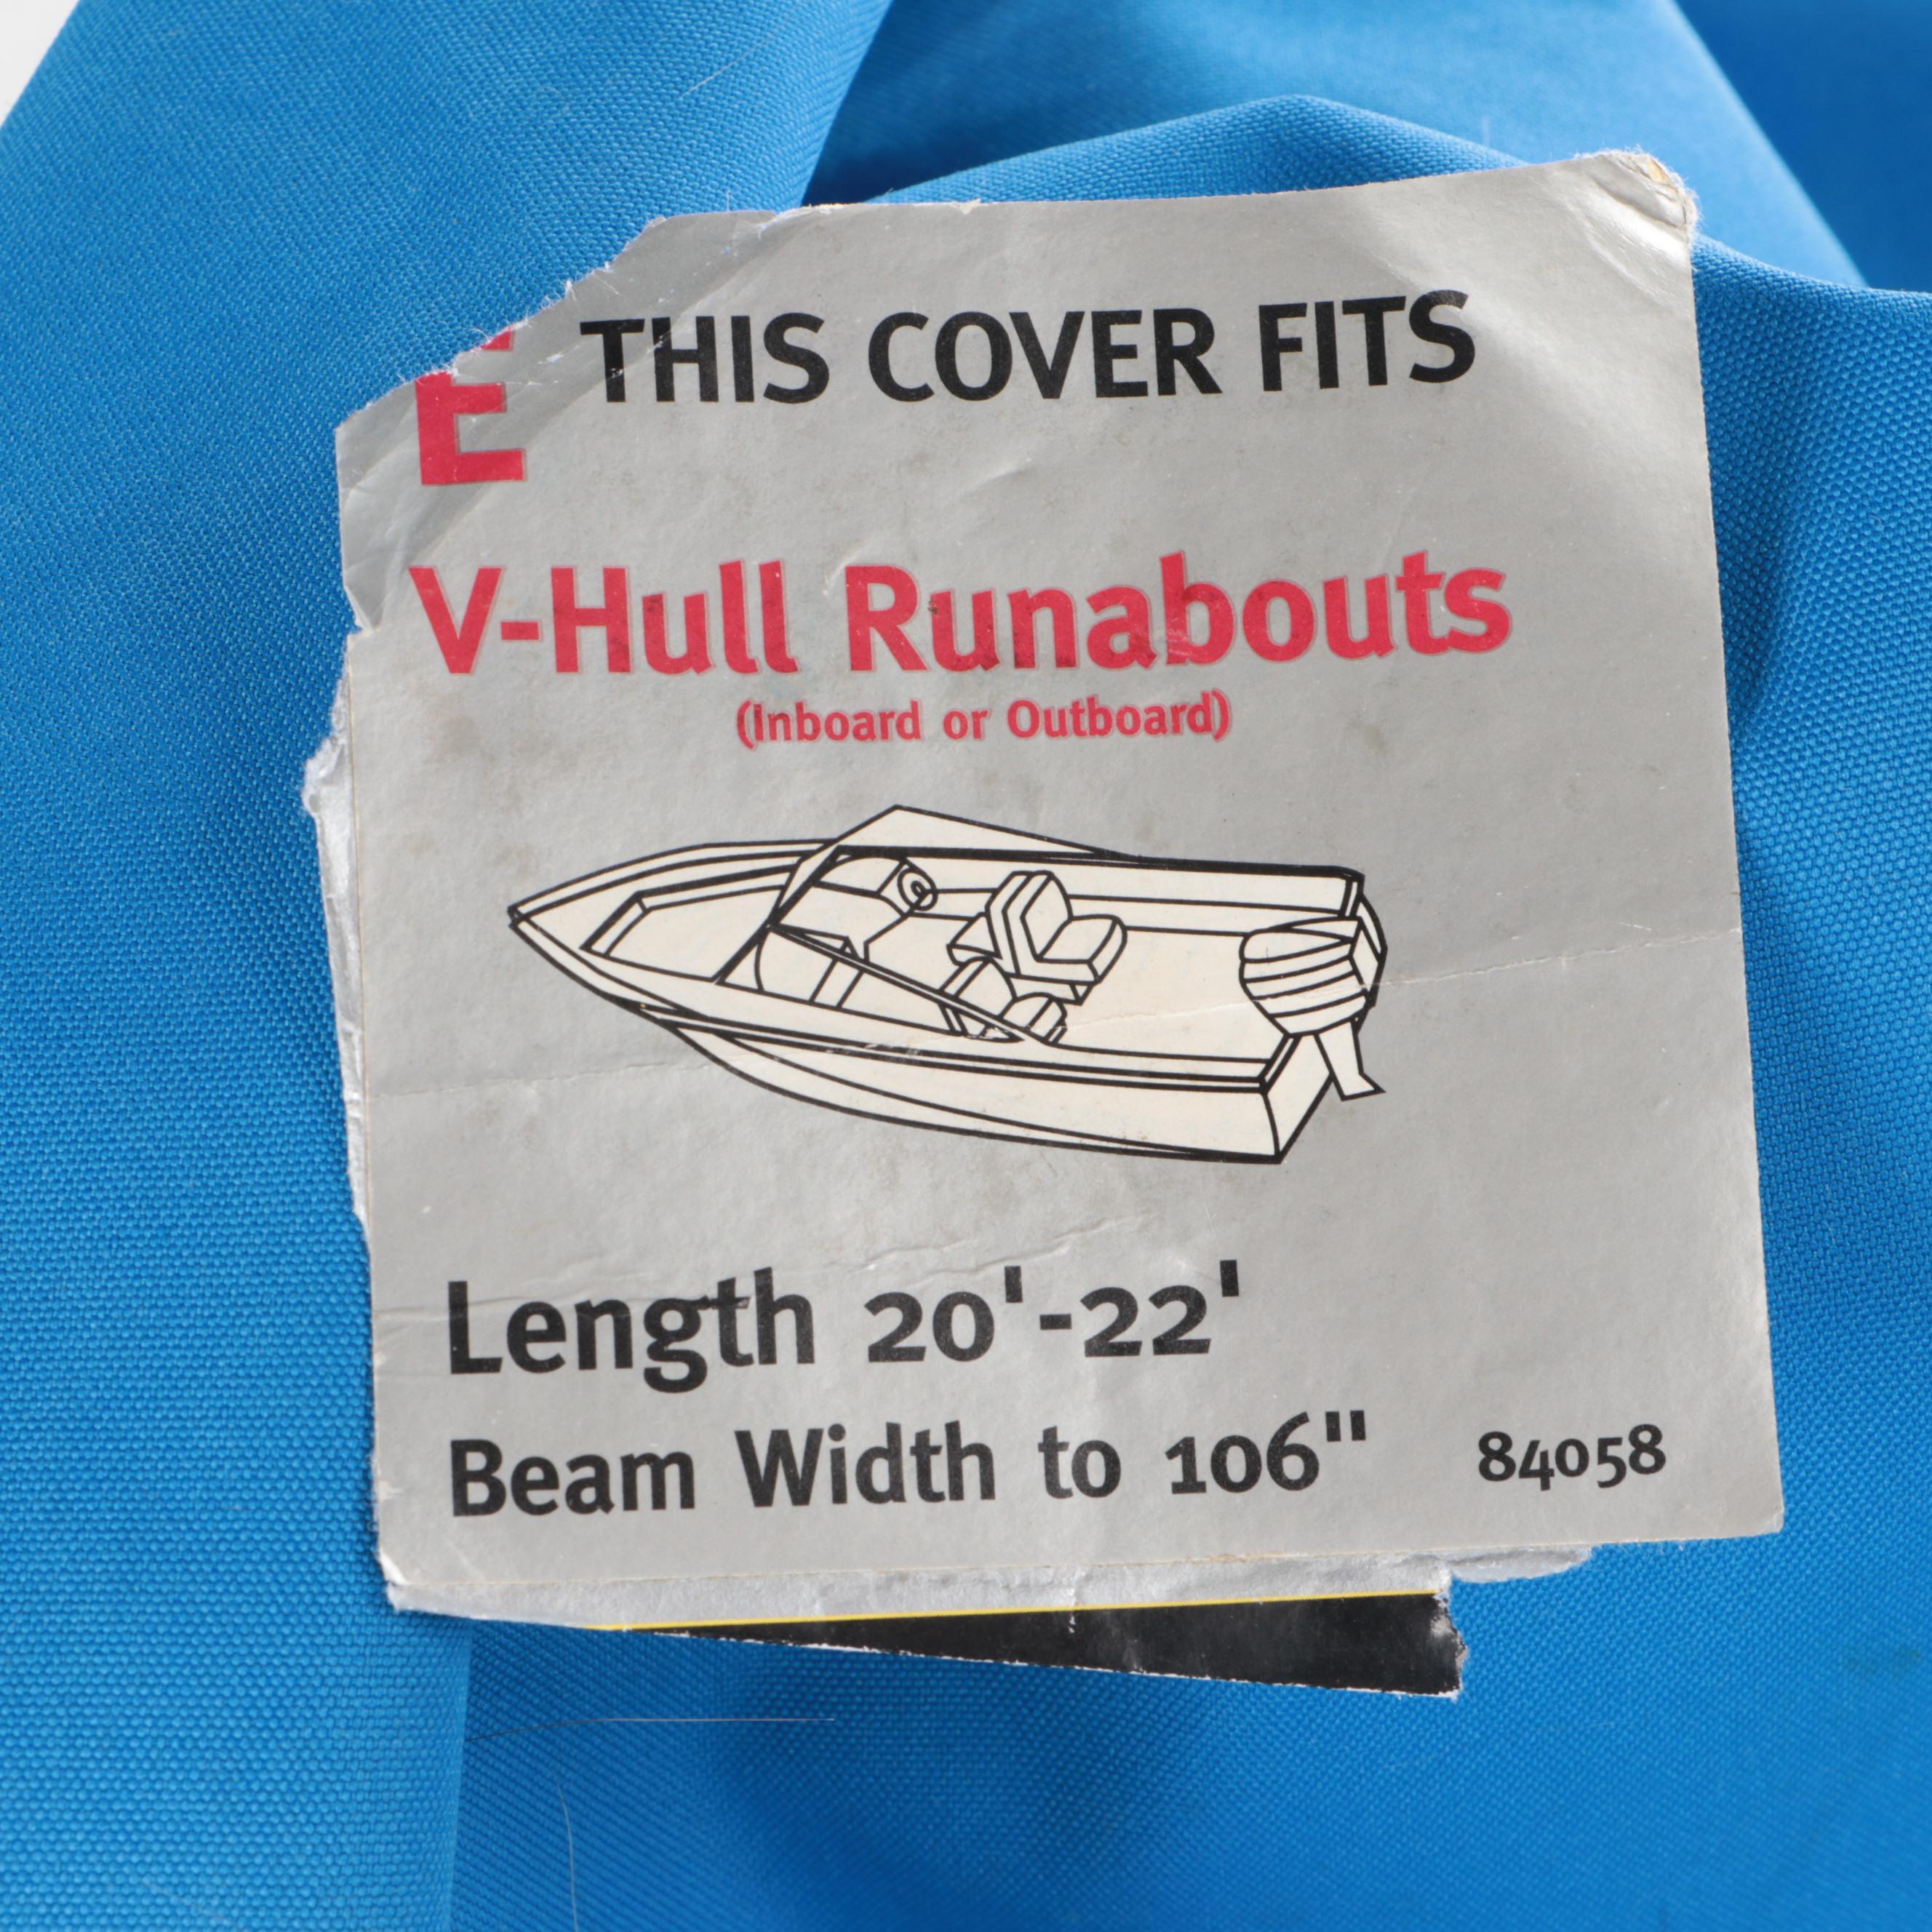 E THIS COVER FITS
V-Hull Runabouts
(Inboard or Outboard)
Length 20'-22'
Beam Width to 106" 84058